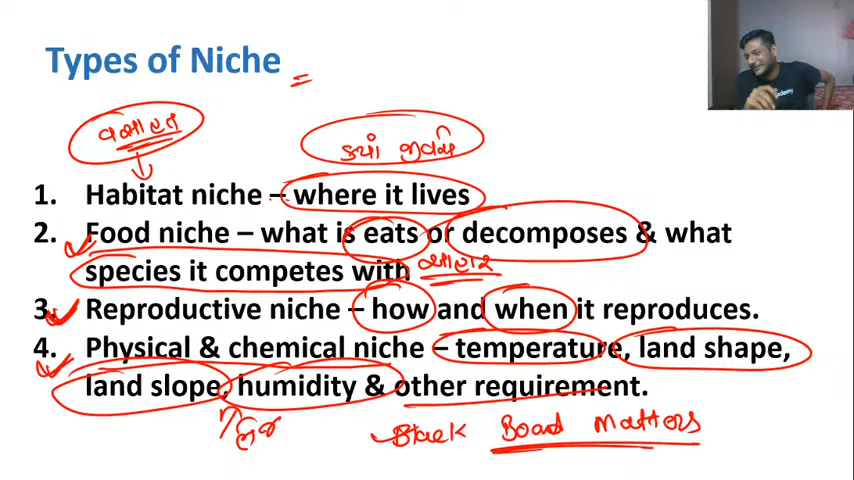 Types of Niche
વસાહત
ક્યાં
1. Habitat niche – where it lives
2. Food niche – what is eats or decomposes & what
species it competes with
3. Reproductive niche – how and when it reproduces.
4. Physical & chemical niche – temperature, land shape,
land slope, humidity & other requirement.
Black Board Matters